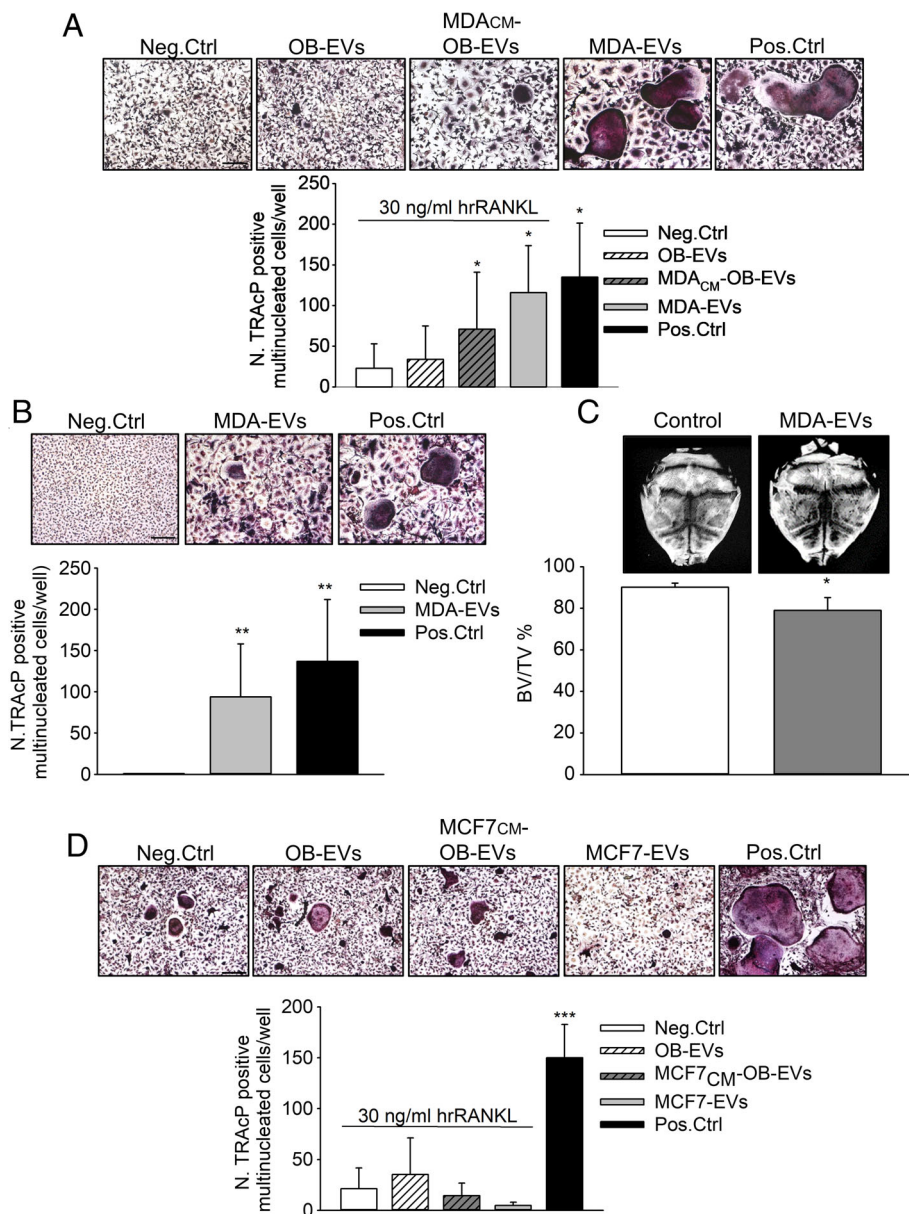 A
Neg.Ctrl
OB-EVs
MDACM-
OB-EVs
MDA-EVs
Pos.Ctrl
250
200
150
100
50
0
N. TRAcP positive
multinucleated cells/well
30 ng/ml hrRANKL
*
*
*
Neg.Ctrl
OB-EVs
MDACM-OB-EVs
MDA-EVs
Pos.Ctrl
B
Neg.Ctrl
MDA-EVs
Pos.Ctrl
250
200
150
100
50
0
N.TRAcP positive
multinucleated cells/well)
**
**
Neg.Ctrl
MDA-EVs
Pos.Ctrl
C
Control
MDA-EVs
100
80
60
40
20
0
BV/TV %
*
D
Neg.Ctrl
OB-EVs
MCF7CM-
OB-EVs
MCF7-EVs
Pos.Ctrl
200
150
100
50
0
N. TRAcP positive
multinucleated cells/well
30 ng/ml hrRANKL
***
Neg.Ctrl
OB-EVs
MCF7CM-OB-EVs
MCF7-EVs
Pos.Ctrl